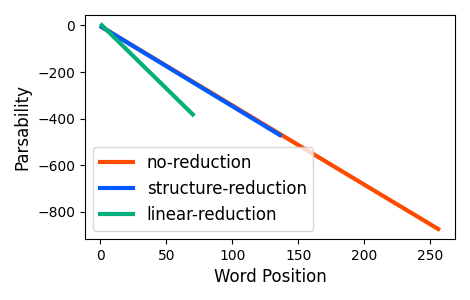 0
−200
−400
−600
−800
Parsability
no-reduction
structure-reduction
linear-reduction
0 50 100 150 200 250
Word Position